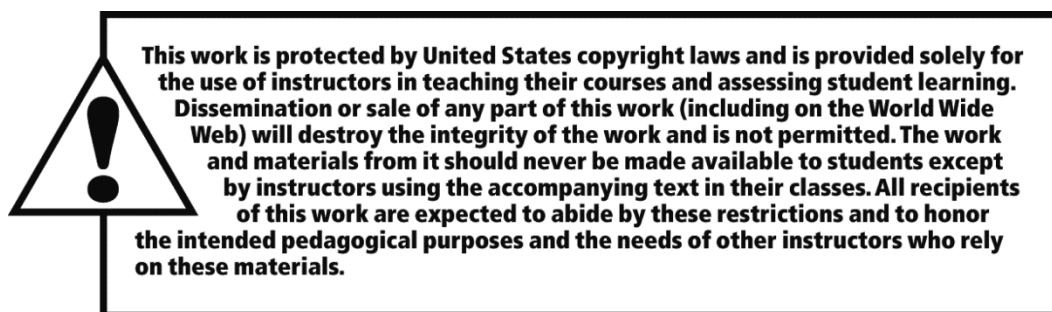 This work is protected by United States copyright laws and is provided solely for
the use of instructors in teaching their courses and assessing student learning.
Dissemination or sale of any part of this work (including on the World Wide
Web) will destroy the integrity of the work and is not permitted. The work
and materials from it should never be made available to students except
by instructors using the accompanying text in their classes. All recipients
of this work are expected to abide by these restrictions and to honor
the intended pedagogical purposes and the needs of other instructors who rely
on these materials.